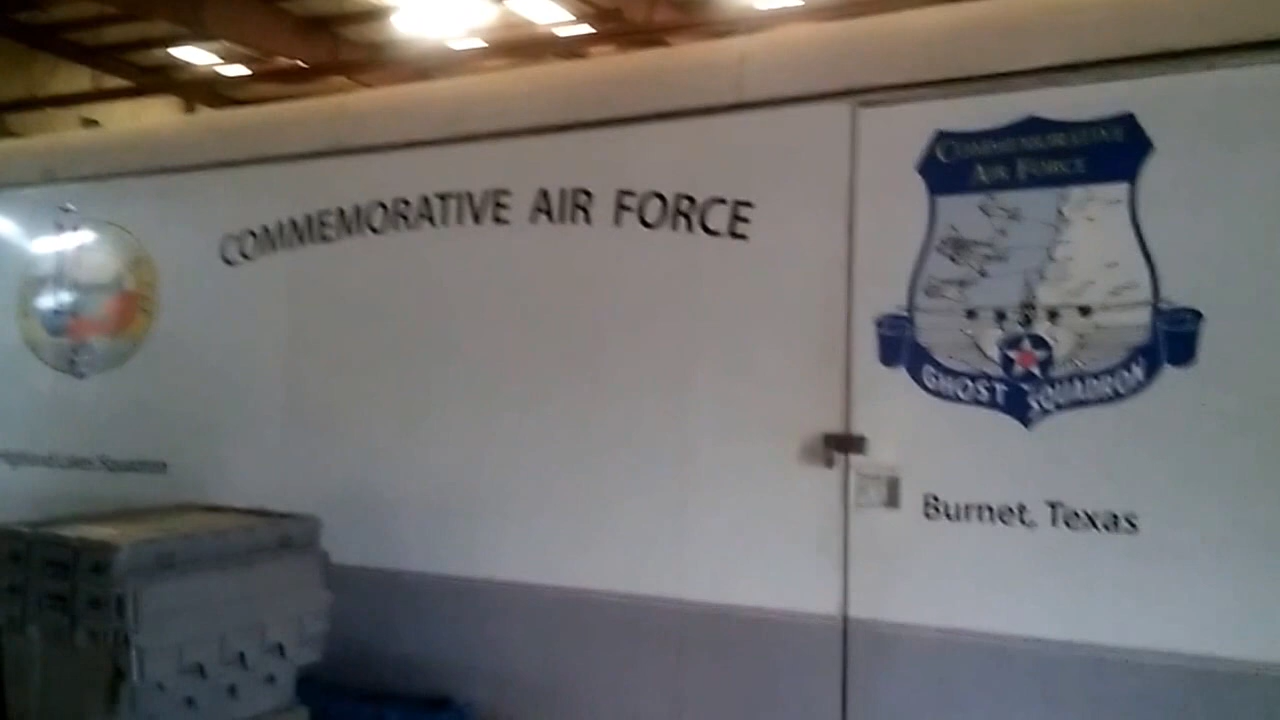 COMMEMORATIVE AIR FORCE
COMMEMORATIVE
AIR FORCE
GHOST SQUADRON
Burnet, Texas